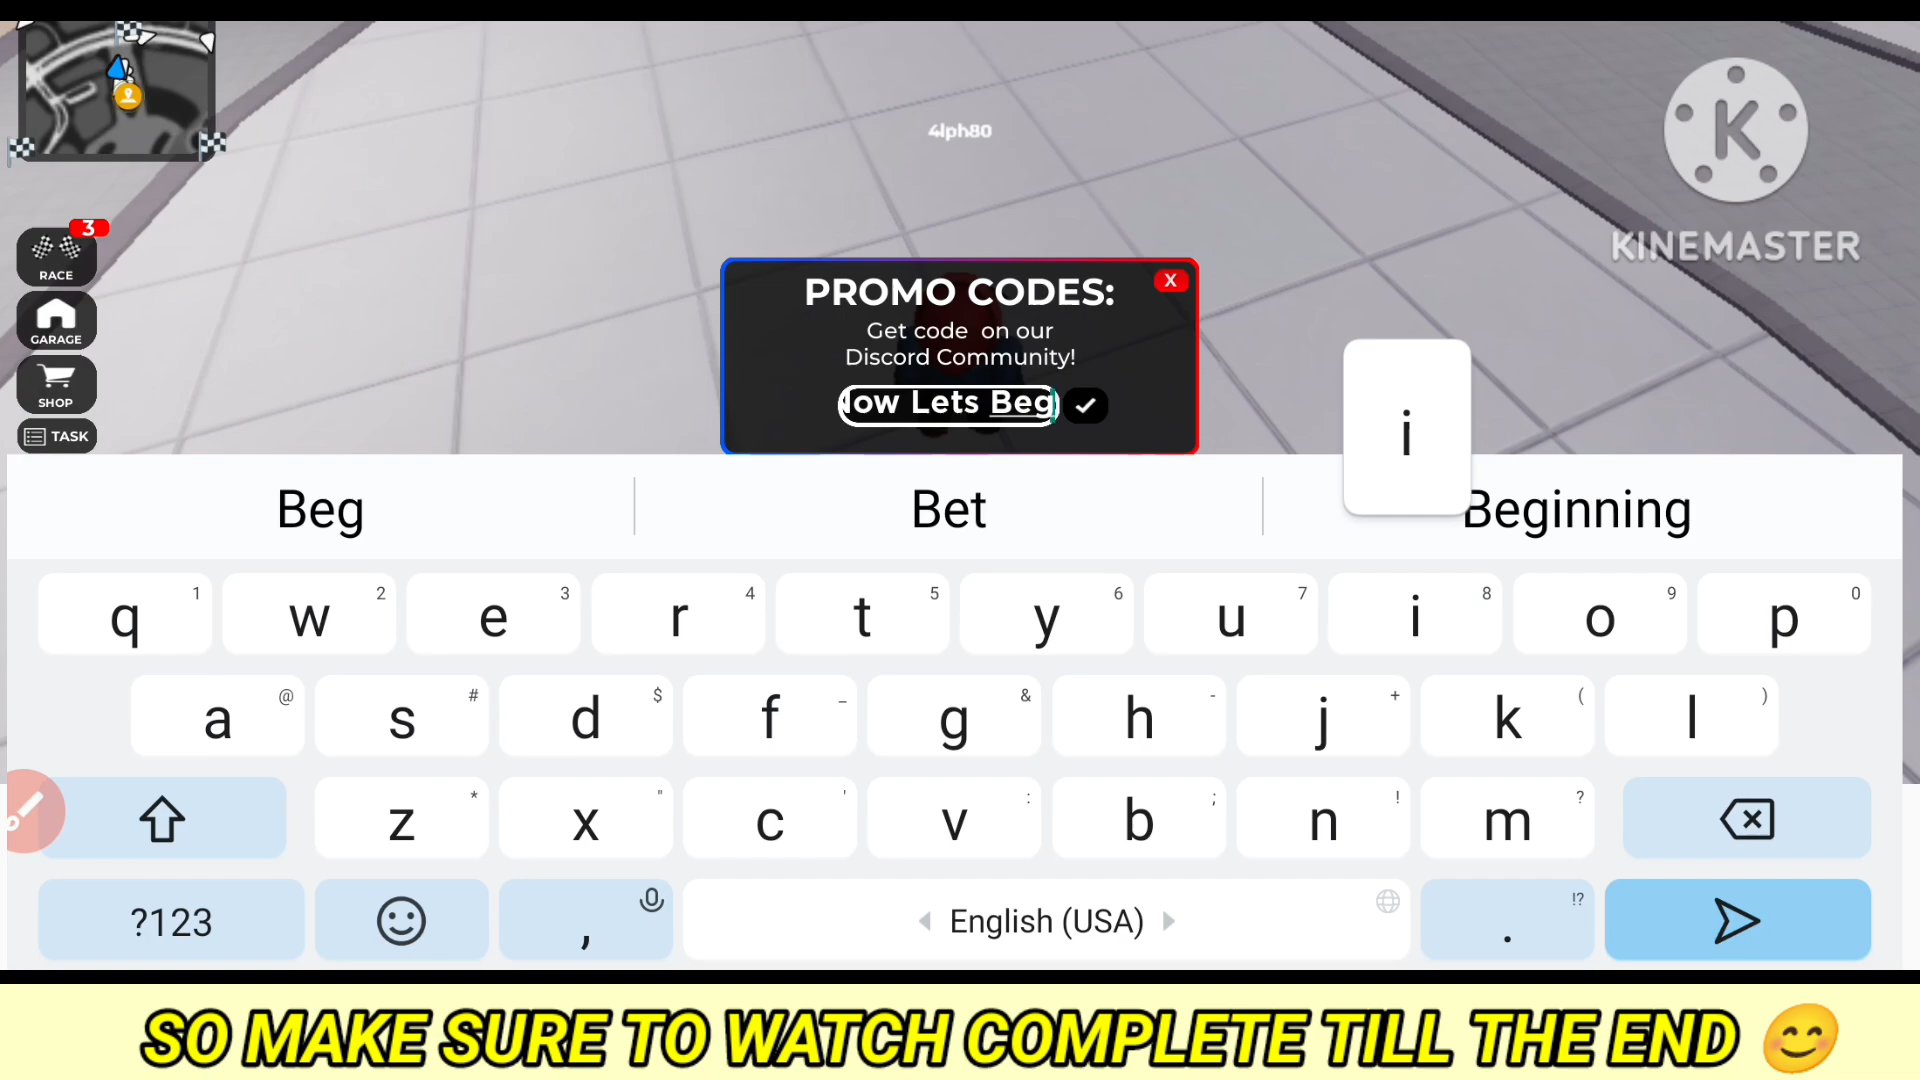 4lph80
K
KINEMASTER
3
RACE
GARAGE
SHOP
TASK
PROMO CODES:
X
Get code on our
Discord Community!
Now Lets Beg
i
Beg Bet Beginning
q 1 w 2 e 3 r 4 t 5 y 6 u 7 i 8 o 9 p 0
a @ s # d $ f _ g & h - j + k ( l )
z * x " c ' v : b ; n ! m ?
?123 , English (USA) . !?
SO MAKE SURE TO WATCH COMPLETE TILL THE END 😊